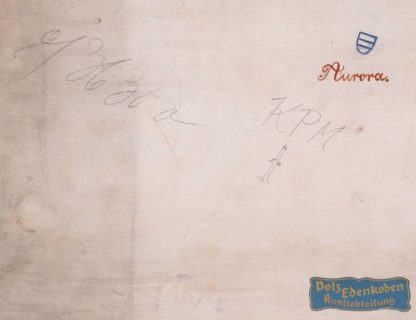 Aurora.
KPM
Volz
Edenkoben
Kunstabteilung